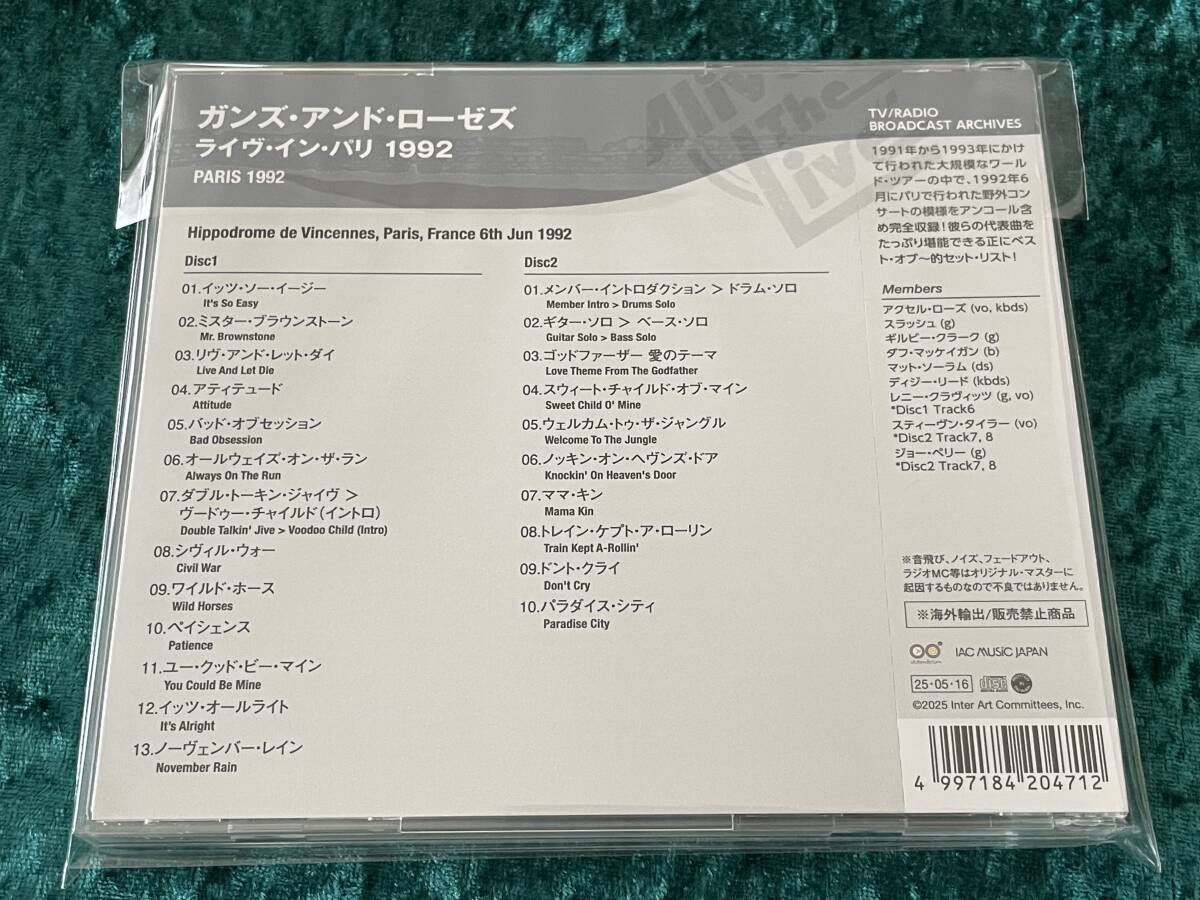 ガンズ・アンド・ローゼズ
ライヴ・イン・パリ 1992
PARIS 1992
Alive The Live
Hippodrome de Vincennes, Paris, France 6th Jun 1992
Disc1
01.イッツ・ソー・イージー
It's So Easy
02.ミスター・ブラウンストーン
Mr. Brownstone
03.リヴ・アンド・レット・ダイ
Live And Let Die
04.アティテュード
Attitude
05.バッド・オブセッション
Bad Obsession
06.オールウェイズ・オン・ザ・ラン
Always On The Run
07.ダブル・トーキン・ジャイヴ >
ヴードゥー・チャイルド(イントロ)
Double Talkin' Jive > Voodoo Child (Intro)
08.シヴィル・ウォー
Civil War
09.ワイルド・ホース
Wild Horses
10.ペイシェンス
Patience
11.ユー・クッド・ビー・マイン
You Could Be Mine
12.イッツ・オールライト
It's Alright
13.ノーヴェンバー・レイン
November Rain
Disc2
01.メンバー・イントロダクション > ドラム・ソロ
Member Intro > Drums Solo
02.ギター・ソロ > ベース・ソロ
Guitar Solo > Bass Solo
03.ゴッドファーザー 愛のテーマ
Love Theme From The Godfather
04.スウィート・チャイルド・オブ・マイン
Sweet Child O' Mine
05.ウェルカム・トゥ・ザ・ジャングル
Welcome To The Jungle
06.ノッキン・オン・ヘヴンズ・ドア
Knockin' On Heaven's Door
07.ママ・キン
Mama Kin
08.トレイン・ケプト・ア・ローリン
Train Kept A-Rollin'
09.ドント・クライ
Don't Cry
10.パラダイス・シティ
Paradise City
TV/RADIO
BROADCAST ARCHIVES
1991年から1993年にかけ
て行われた大規模なワール
ド・ツアーの中で、1992年6
月にパリで行われた野外コン
サートの模様をアンコール含
め完全収録!彼らの代表曲を
たっぷり堪能できる正にベス
ト・オブ〜的セット・リスト!
Members
アクセル・ローズ (vo, kbds)
スラッシュ (g)
ギルビー・クラーク (g)
ダフ・マッケイガン (b)
マット・ソーラム (ds)
ディジー・リード (kbds)
レニー・クラヴィッツ (g, vo)
*Disc1 Track6
スティーヴン・タイラー (vo)
*Disc2 Track7, 8
ジョー・ペリー (g)
*Disc2 Track7, 8
※音飛び、ノイズ、フェードアウト、
ラジオMC等はオリジナル・マスターに
起因するものなので不良ではありません。
※海外輸出/販売禁止商品
IAC MUSIC JAPAN
25・05・16
©2025 Inter Art Committees, Inc.
4 997184 204712